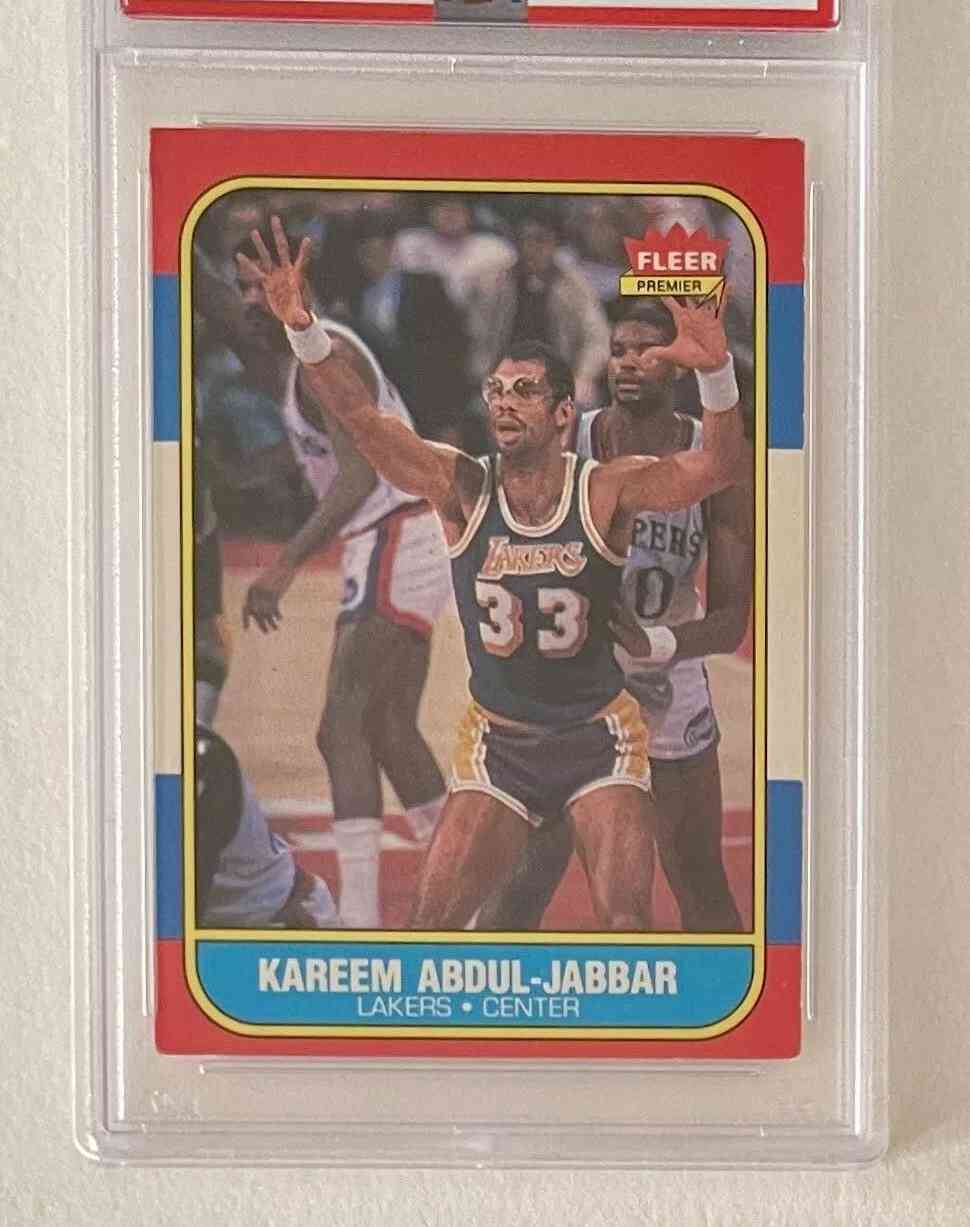 FLEER
PREMIER
LAKERS
33
PERS
0
KAREEM ABDUL-JABBAR
LAKERS • CENTER